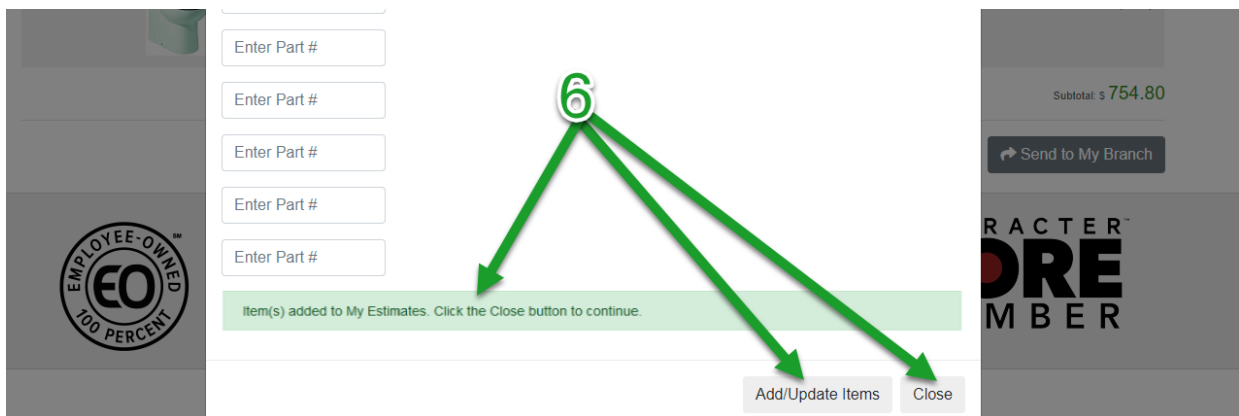 Enter Part #
6
Enter Part #
Subtotal: $ 754.80
Enter Part #
Send to My Branch
Enter Part #
Enter Part #
EMPLOYEE-OWNED SM
EO
100 PERCENT
RACTER™
ORE
MBER
Item(s) added to My Estimates. Click the Close button to continue.
Add/Update Items
Close